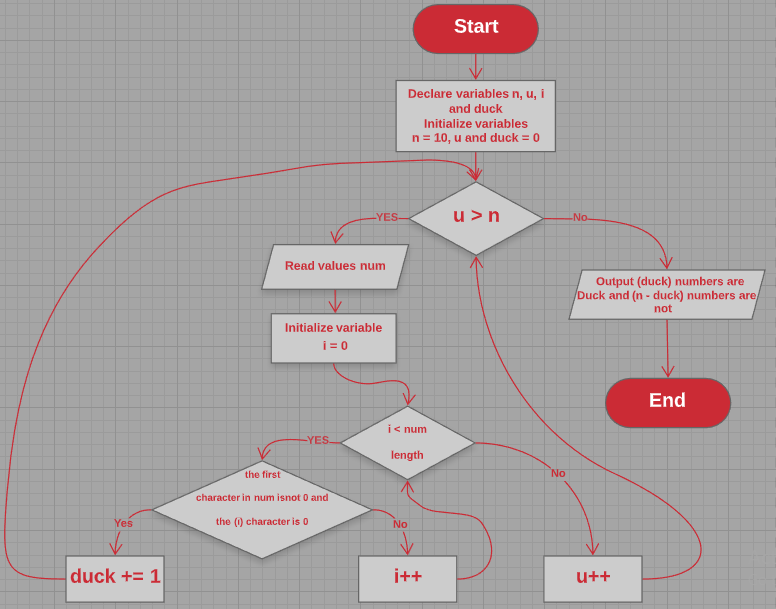 Start
Declare variables n, u, i
and duck
Initialize variables
n = 10, u and duck = 0
u > n
YES
No
Read values num
Output (duck) numbers are
Duck and (n - duck) numbers are
not
Initialize variable
i = 0
End
i < num
length
YES
No
the first
character in num isnot 0 and
the (i) character is 0
Yes
No
duck += 1
i++
u++